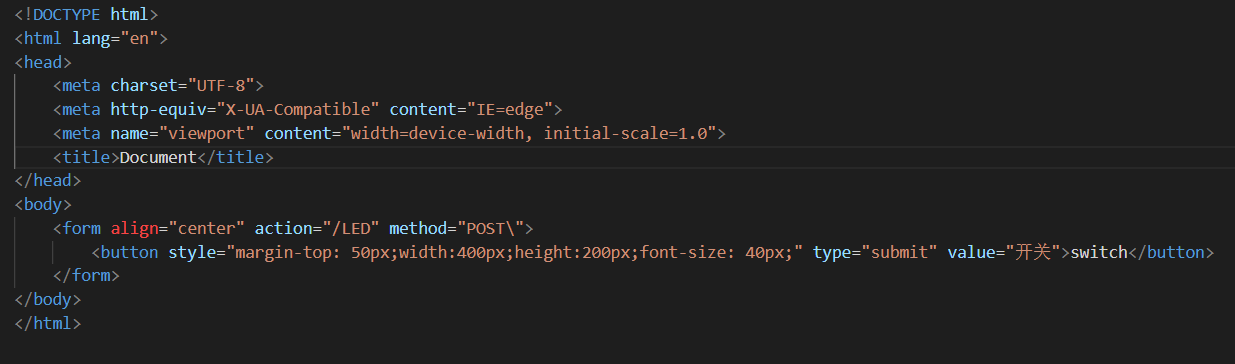 <!DOCTYPE html>
<html lang="en">
<head>
    <meta charset="UTF-8">
    <meta http-equiv="X-UA-Compatible" content="IE=edge">
    <meta name="viewport" content="width=device-width, initial-scale=1.0">
    <title>Document</title>
</head>
<body>
    <form align="center" action="/LED" method="POST\">
        <button style="margin-top: 50px;width:400px;height:200px;font-size: 40px;" type="submit" value="开关">switch</button>
    </form>
</body>
</html>